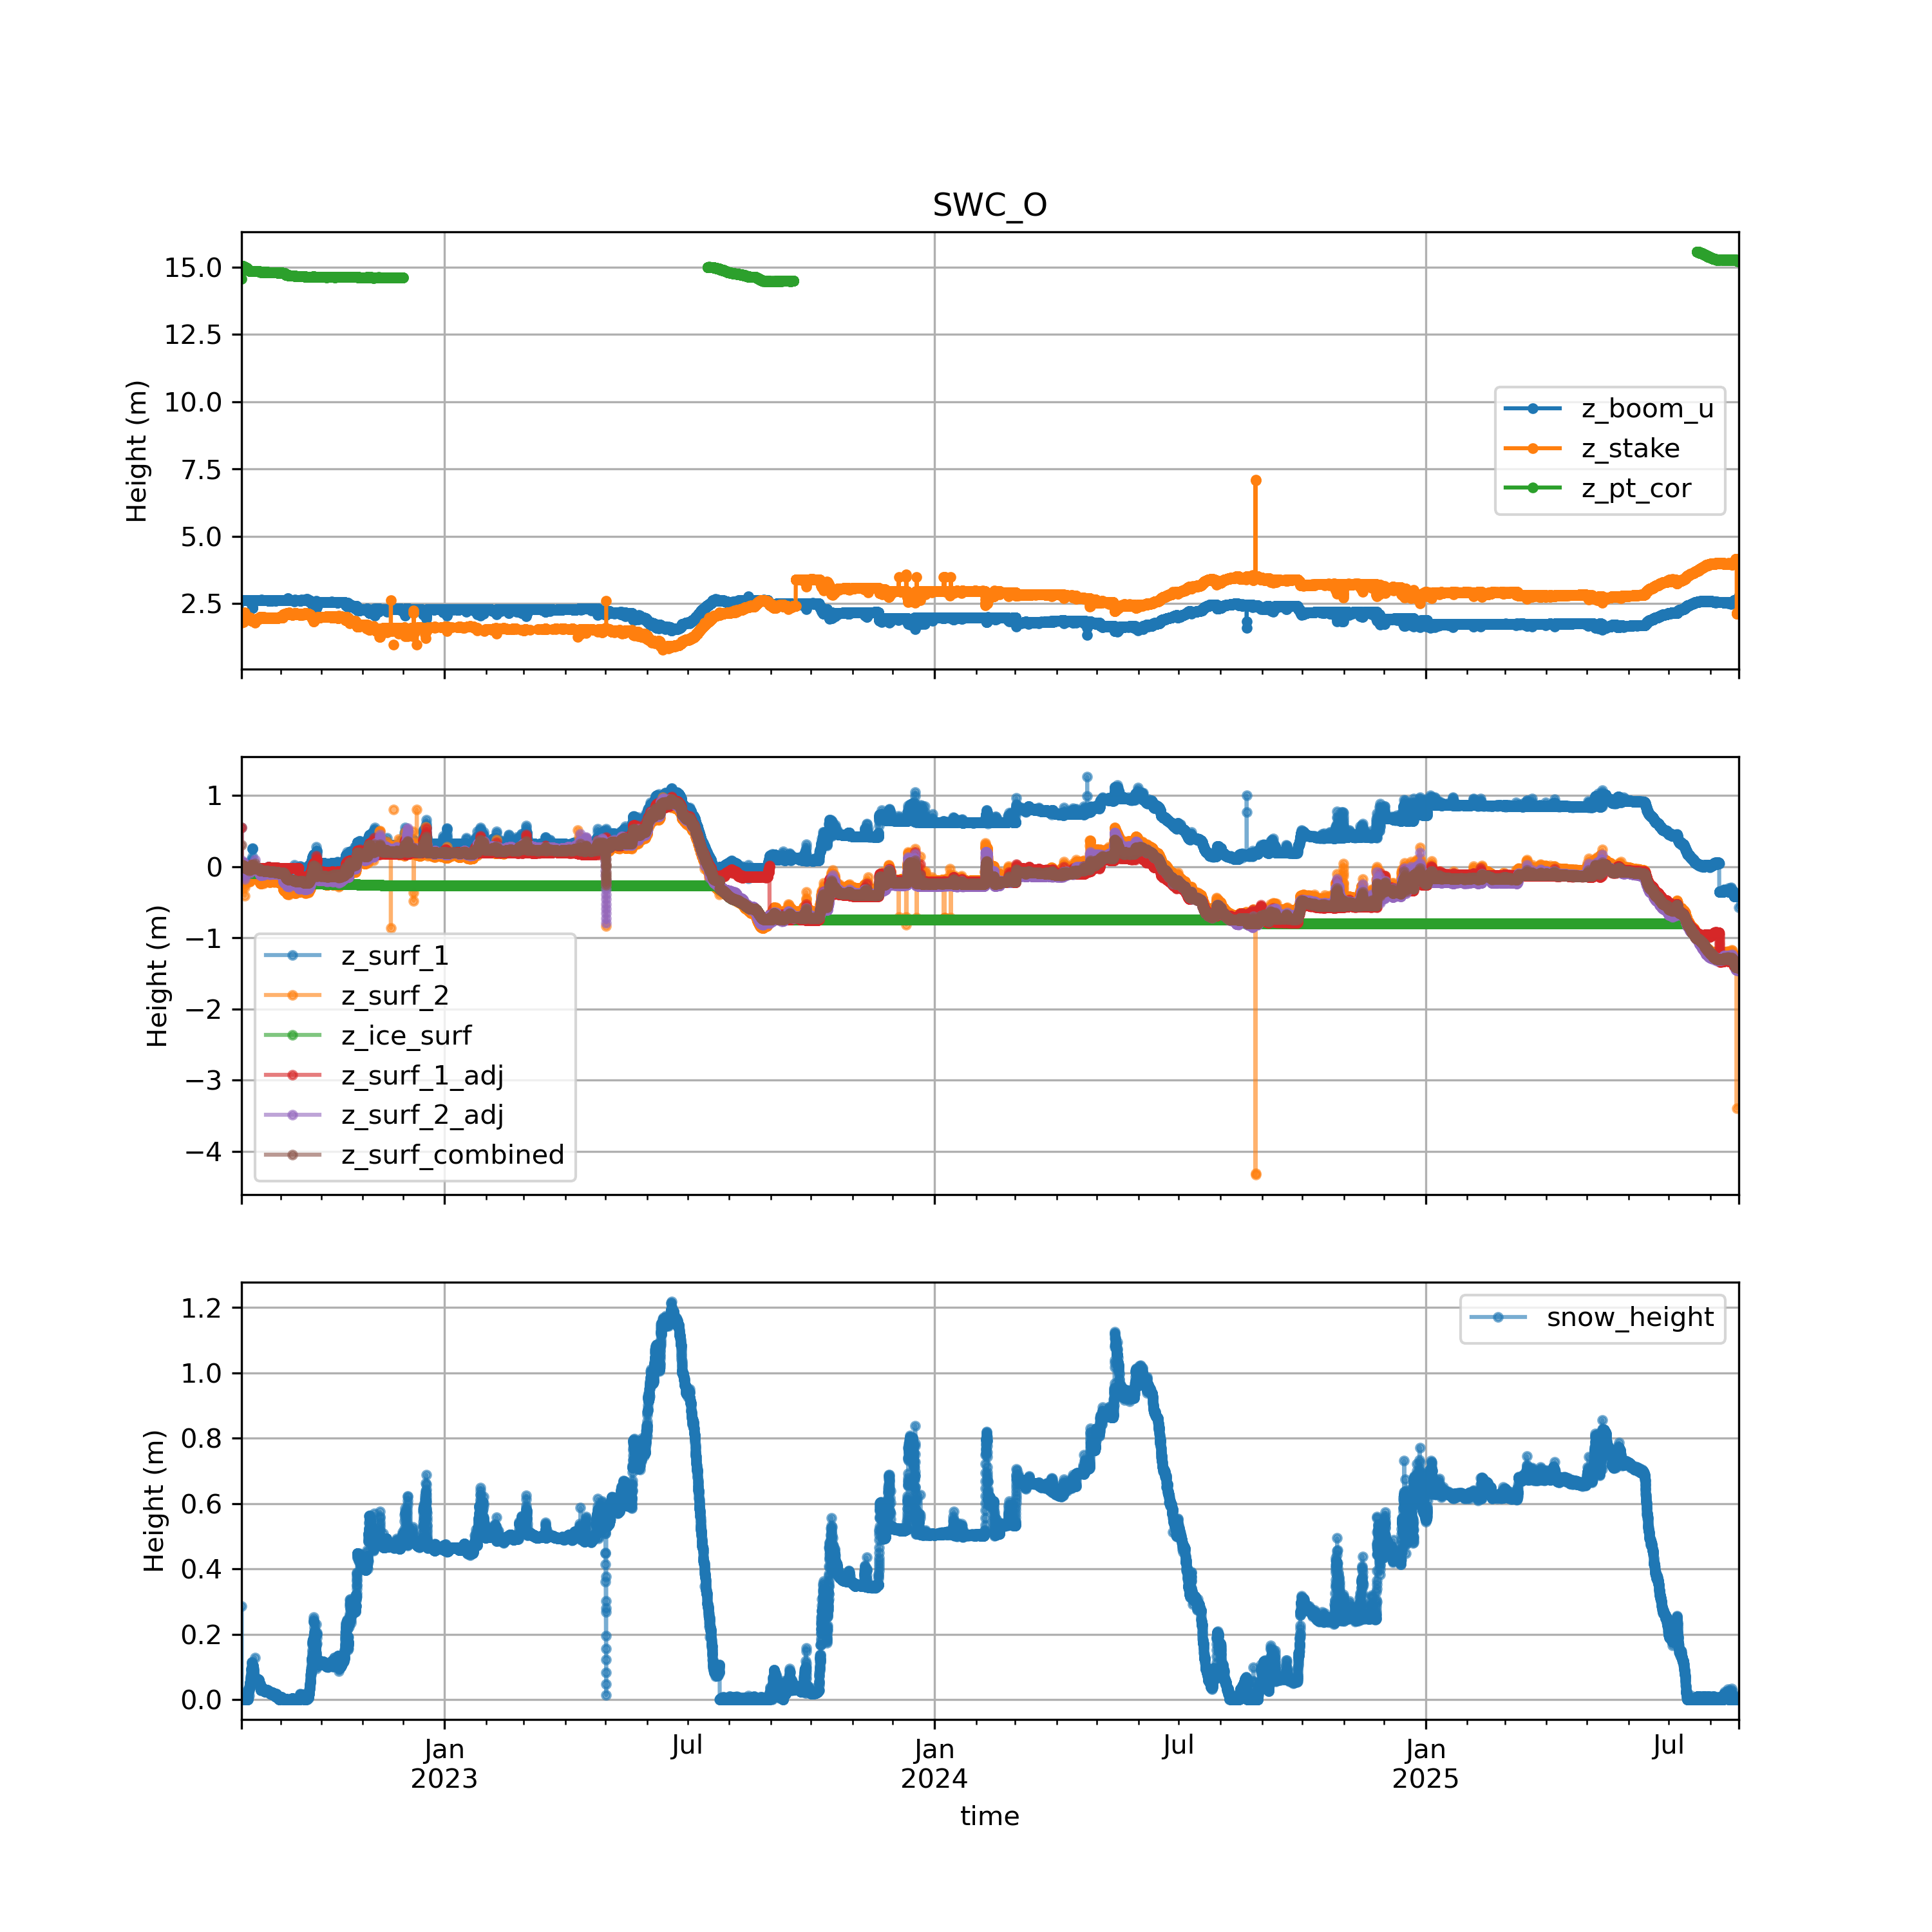 SWC_O
15.0
12.5
10.0
7.5
5.0
2.5
Height (m)
z_boom_u
z_stake
z_pt_cor
1
0
−1
−2
−3
−4
Height (m)
z_surf_1
z_surf_2
z_ice_surf
z_surf_1_adj
z_surf_2_adj
z_surf_combined
1.2
1.0
0.8
0.6
0.4
0.2
0.0
Height (m)
snow_height
Jan Jul Jan Jul Jan Jul
2023 2024 2025
time